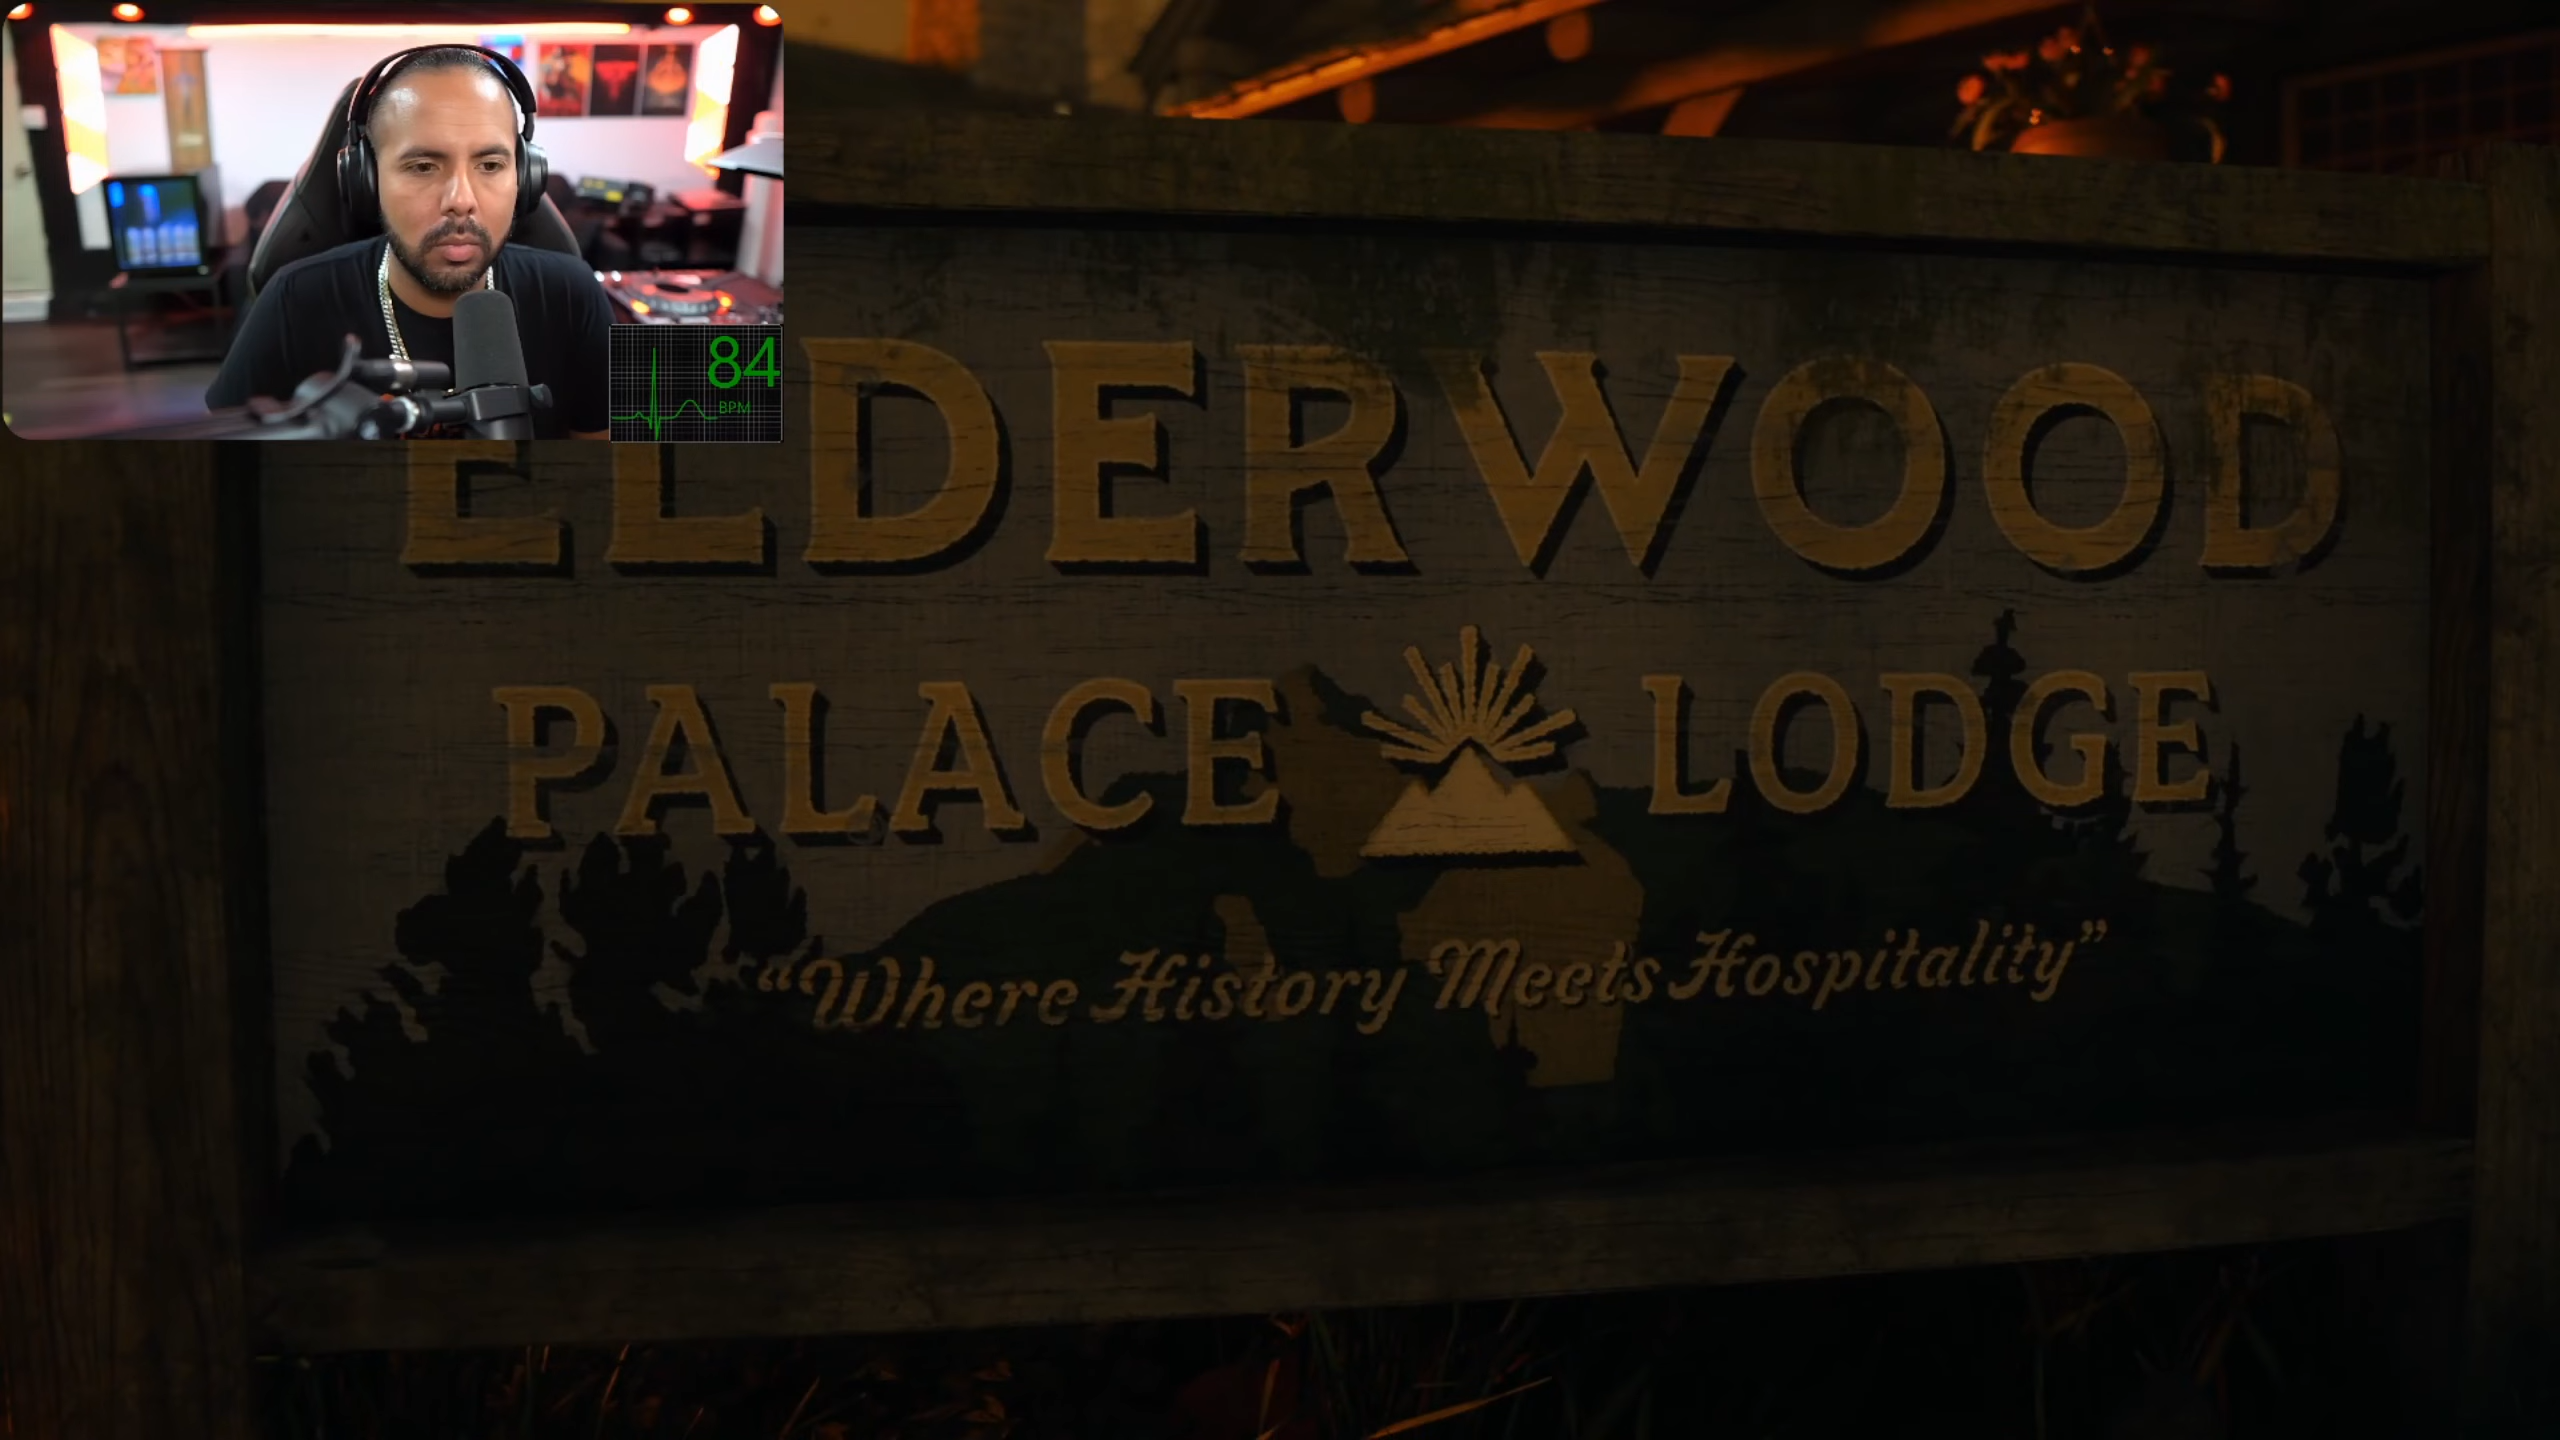 84
BPM
ELDERWOOD
PALACE LODGE
“Where History Meets Hospitality”